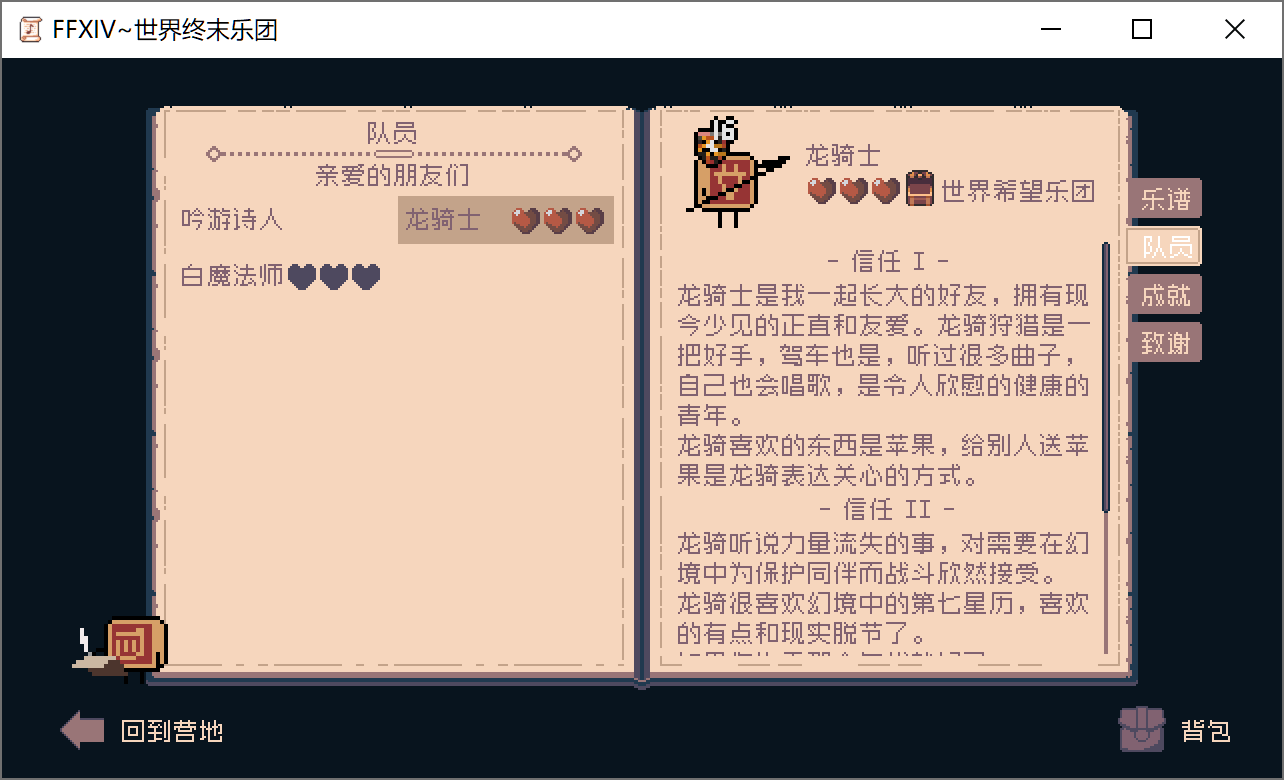 FFXIV~世界终末乐团
队员
亲爱的朋友们
吟游诗人
龙骑士
白魔法师
龙骑士
世界希望乐团
- 信任 I -
龙骑士是我一起长大的好友，拥有现
今少见的正直和友爱。龙骑狩猎是一
把好手，驾车也是，听过很多曲子，
自己也会唱歌，是令人欣慰的健康的
青年。
龙骑喜欢的东西是苹果，给别人送苹
果是龙骑表达关心的方式。
- 信任 II -
龙骑听说力量流失的事，对需要在幻
境中为保护同伴而战斗欣然接受。
龙骑很喜欢幻境中的第七星历，喜欢
的有点和现实脱节了。
乐谱
队员
成就
致谢
回到营地
背包